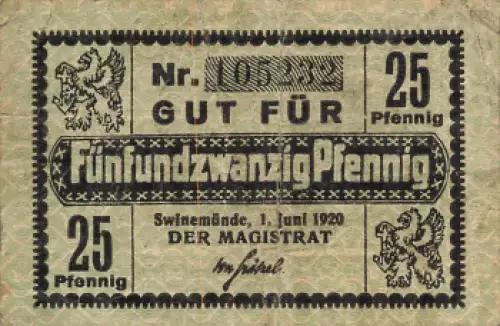 Nr. 105232
25
Pfennig
GUT FÜR
Fünfundzwanzig Pfennig
25
Pfennig
Swinemünde, 1. Juni 1920
DER MAGISTRAT